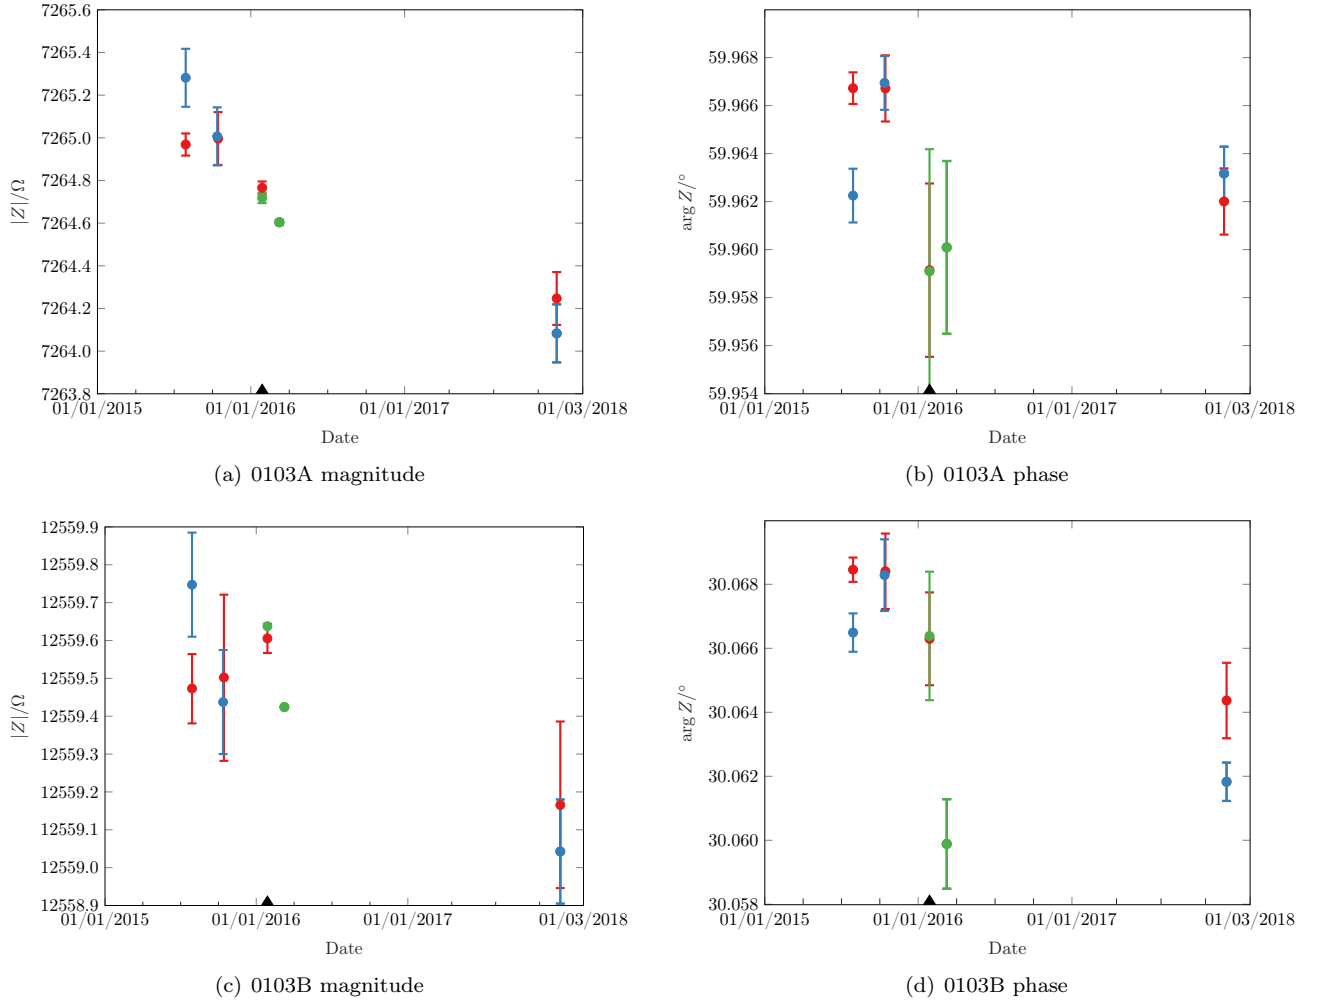 7265.6
7265.4
7265.2
7265.0
7264.8
7264.6
7264.4
7264.2
7264.0
7263.8
|Z|/Ω
01/01/2015 01/01/2016 01/01/2017 01/03/2018
Date
(a) 0103A magnitude
59.968
59.966
59.964
59.962
59.960
59.958
59.956
59.954
arg Z/°
01/01/2015 01/01/2016 01/01/2017 01/03/2018
Date
(b) 0103A phase
12559.9
12559.8
12559.7
12559.6
12559.5
12559.4
12559.3
12559.2
12559.1
12559.0
12558.9
|Z|/Ω
01/01/2015 01/01/2016 01/01/2017 01/03/2018
Date
(c) 0103B magnitude
30.068
30.066
30.064
30.062
30.060
30.058
arg Z/°
01/01/2015 01/01/2016 01/01/2017 01/03/2018
Date
(d) 0103B phase